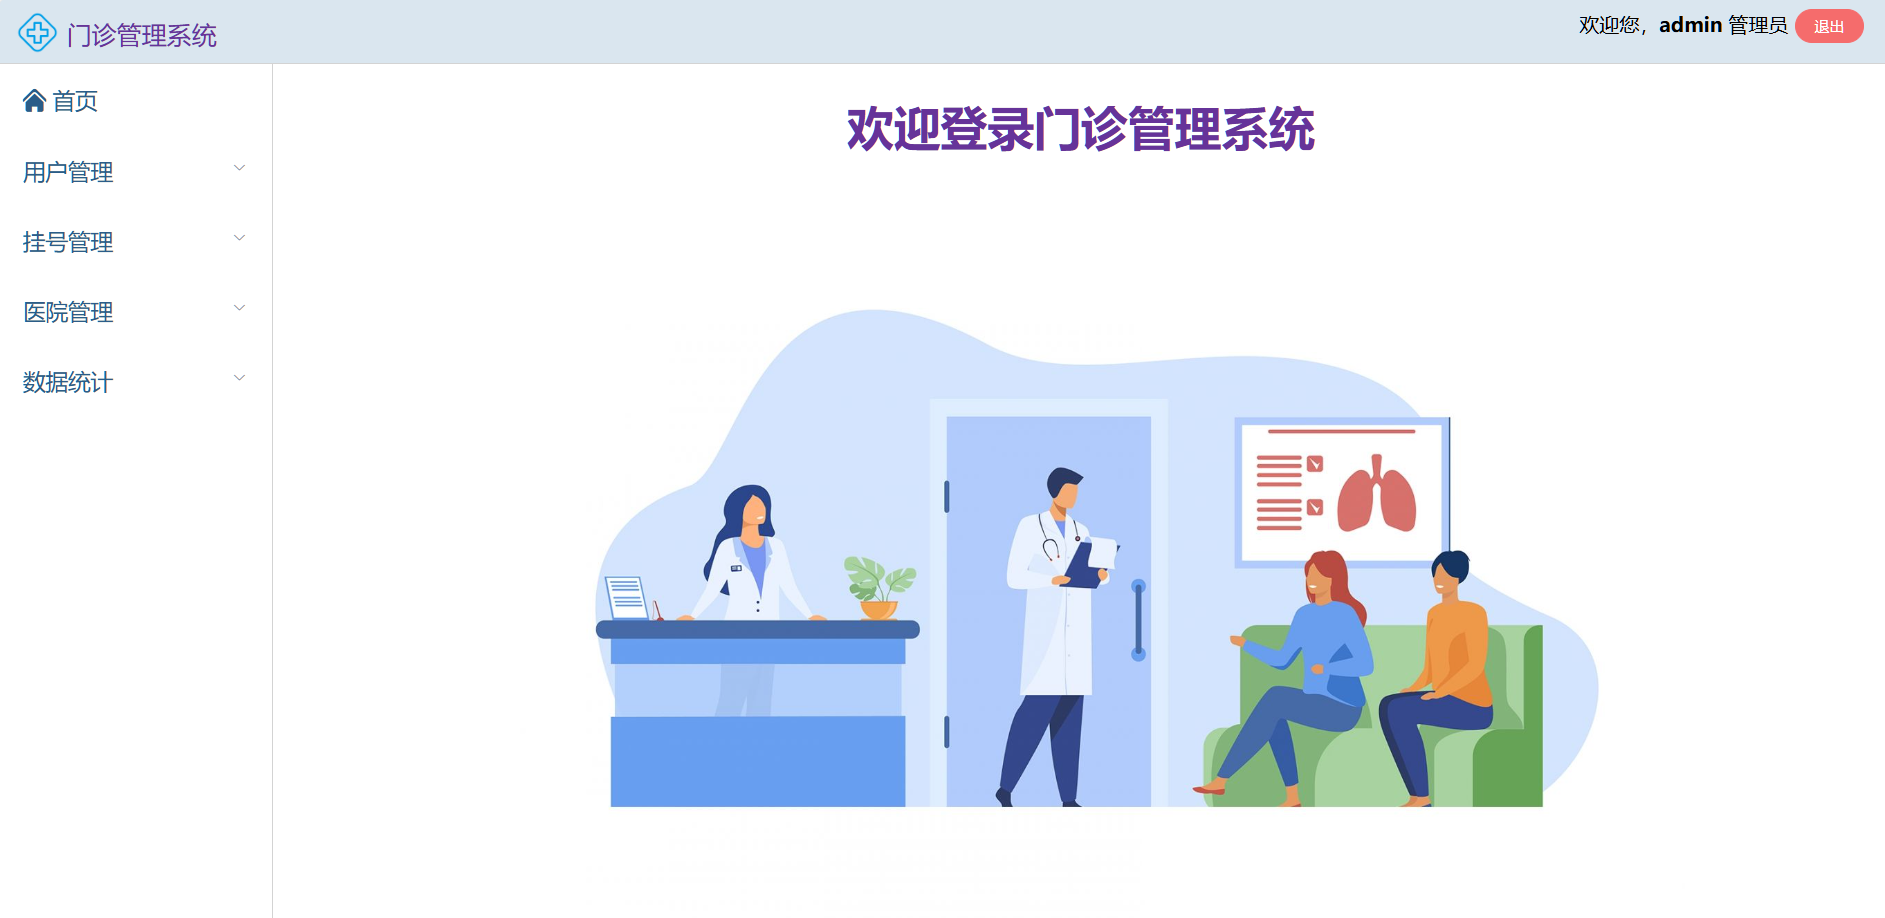 门诊管理系统
欢迎您，admin 管理员 退出
首页
用户管理
挂号管理
医院管理
数据统计
欢迎登录门诊管理系统